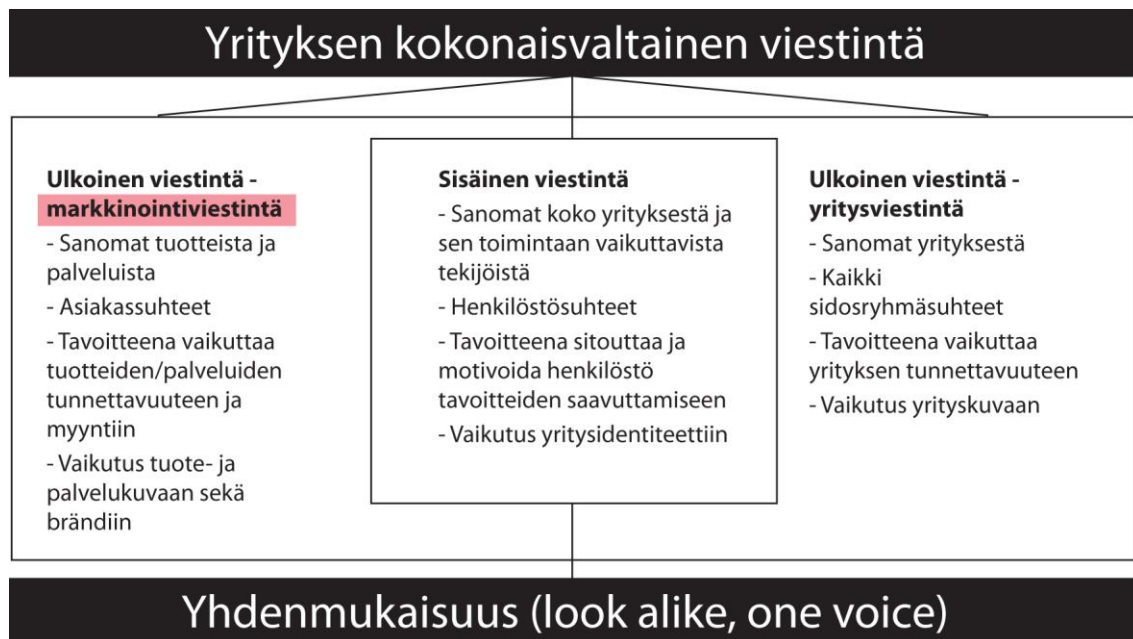 Yrityksen kokonaisvaltainen viestintä
Ulkoinen viestintä -
markkinointiviestintä
- Sanomat tuotteista ja
palveluista
- Asiakassuhteet
- Tavoitteena vaikuttaa
tuotteiden/palveluiden
tunnettavuuteen ja
myyntiin
- Vaikutus tuote- ja
palvelukuvaan sekä
brändiin
Sisäinen viestintä
- Sanomat koko yrityksestä ja
sen toimintaan vaikuttavista
tekijöistä
- Henkilöstösuhteet
- Tavoitteena sitouttaa ja
motivoida henkilöstö
tavoitteiden saavuttamiseen
- Vaikutus yritysidentiteettiin
Ulkoinen viestintä -
yritysviestintä
- Sanomat yrityksestä
- Kaikki
sidosryhmäsuhteet
- Tavoitteena vaikuttaa
yrityksen tunnettavuuteen
- Vaikutus yrityskuvaan
Yhdenmukaisuus (look alike, one voice)